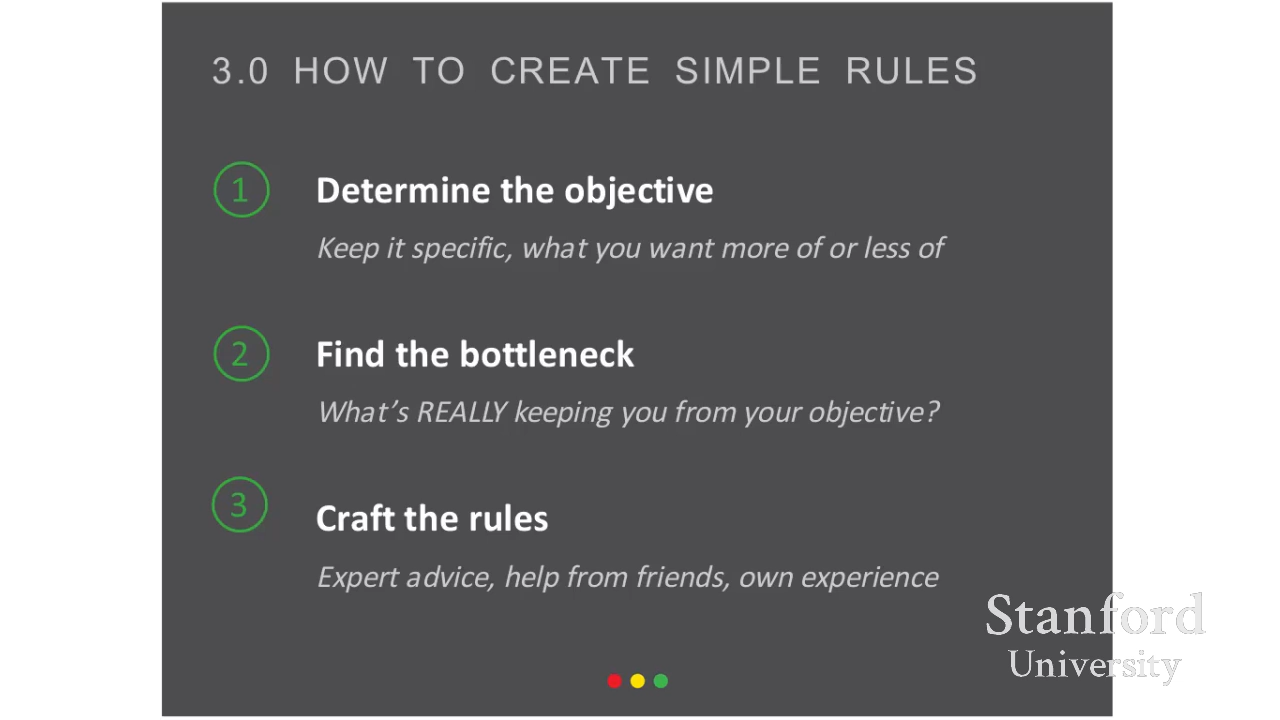 3.0 HOW TO CREATE SIMPLE RULES
1 Determine the objective
Keep it specific, what you want more of or less of
2 Find the bottleneck
What's REALLY keeping you from your objective?
3 Craft the rules
Expert advice, help from friends, own experience
Stanford
University